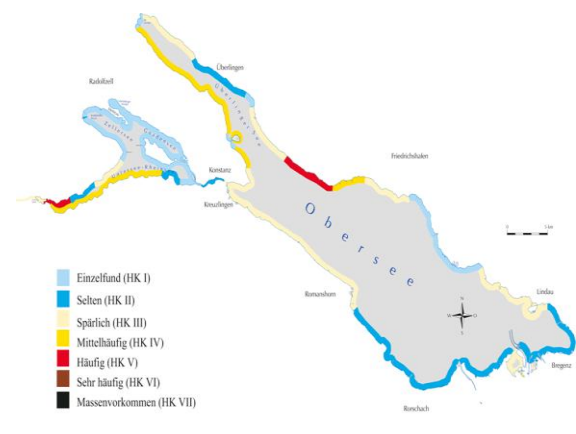 Überlingen
Radolfzell
Friedrichshafen
Konstanz
Kreuzlingen
Obersee
Romanshorn
Lindau
Bregenz
Rorschach
N
W
O
S
Einzelfund (HK I)
Selten (HK II)
Spärlich (HK III)
Mittelhäufig (HK IV)
Häufig (HK V)
Sehr häufig (HK VI)
Massenvorkommen (HK VII)